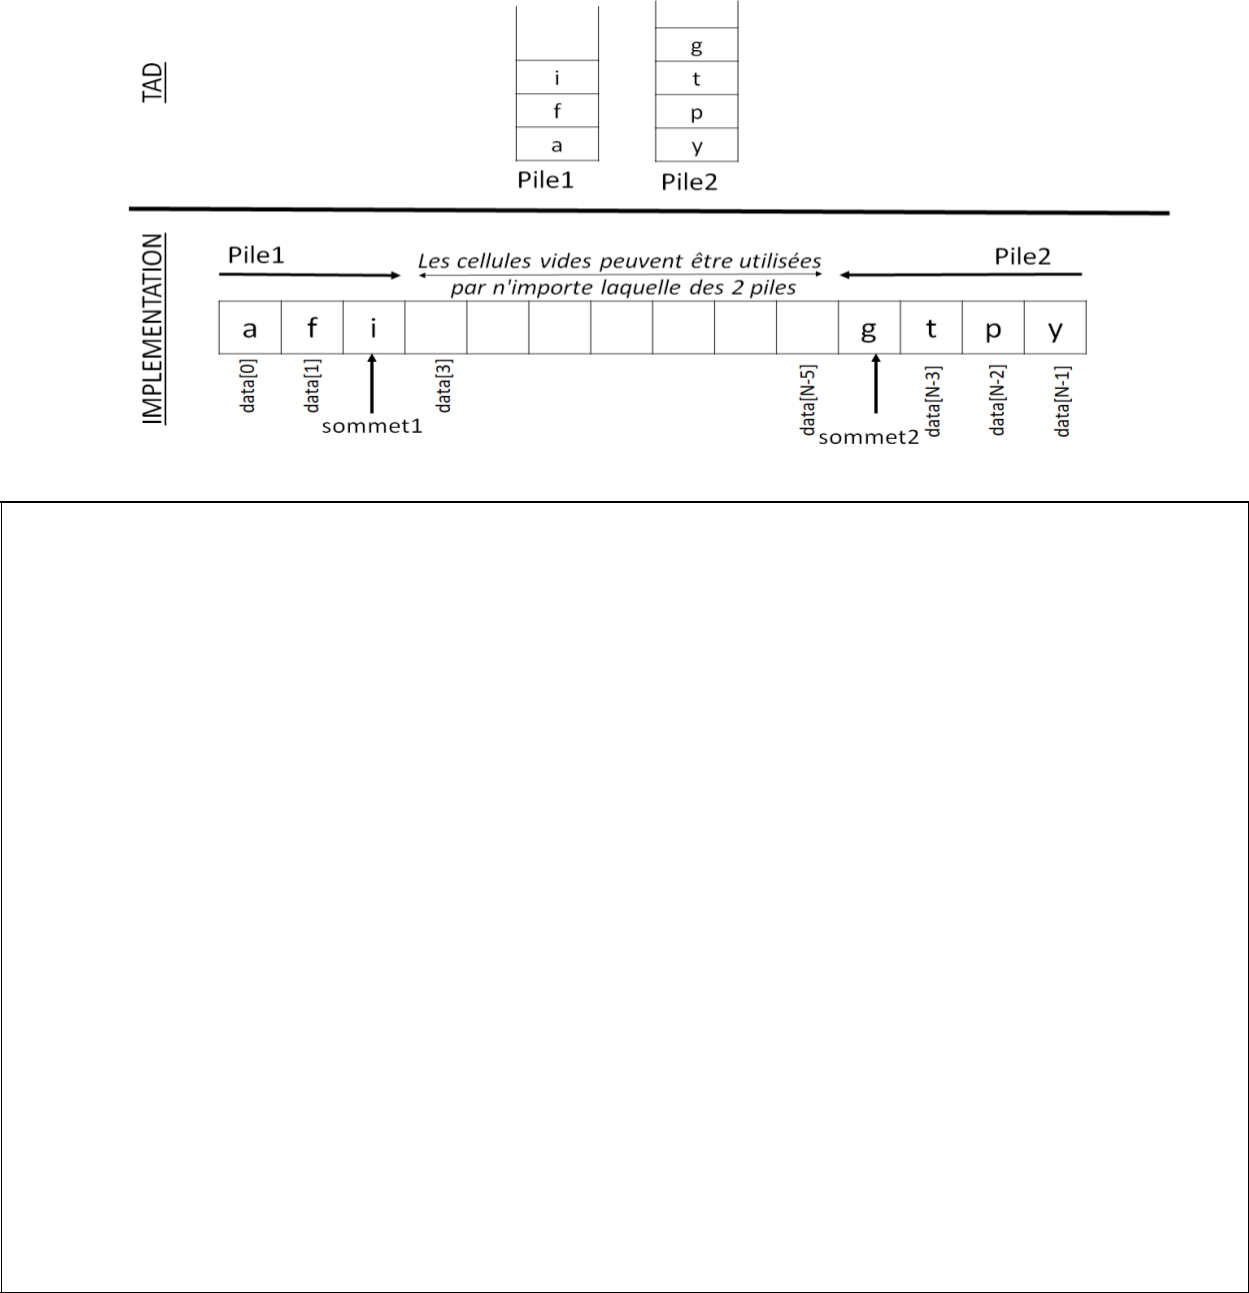 TAD
i
f
a
Pile1
g
t
p
y
Pile2
IMPLEMENTATION
Pile1
Les cellules vides peuvent être utilisées
par n'importe laquelle des 2 piles
Pile2
a f i g t p y
data[0] data[1] data[3] data[N-5] data[N-3] data[N-2] data[N-1]
sommet1 sommet2